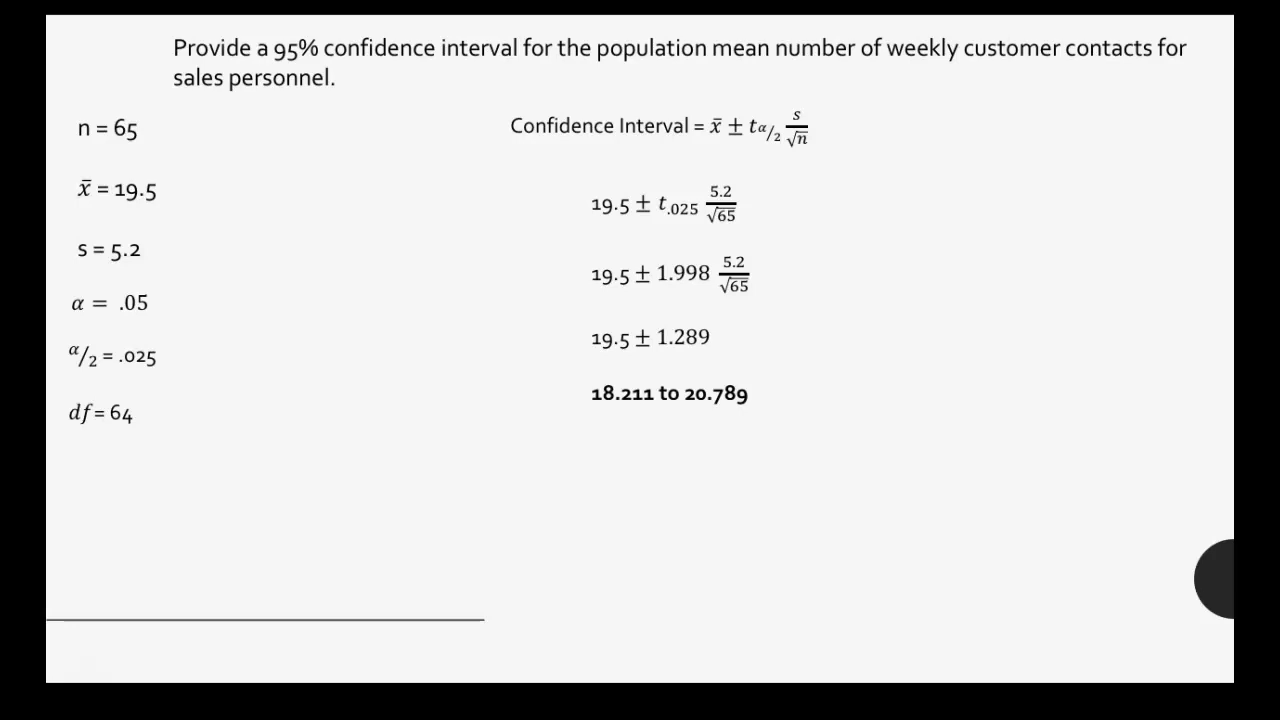 Provide a 95% confidence interval for the population mean number of weekly customer contacts for
sales personnel.
n = 65
x̄ = 19.5
s = 5.2
α = .05
α/2 = .025
df = 64
Confidence Interval = x̄ ± tα/2 s/√n
19.5 ± t.025 5.2/√65
19.5 ± 1.998 5.2/√65
19.5 ± 1.289
18.211 to 20.789